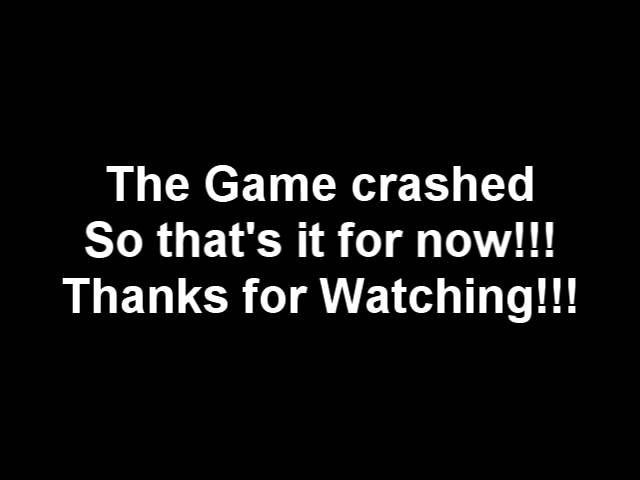 The Game crashed
So that's it for now!!!
Thanks for Watching!!!